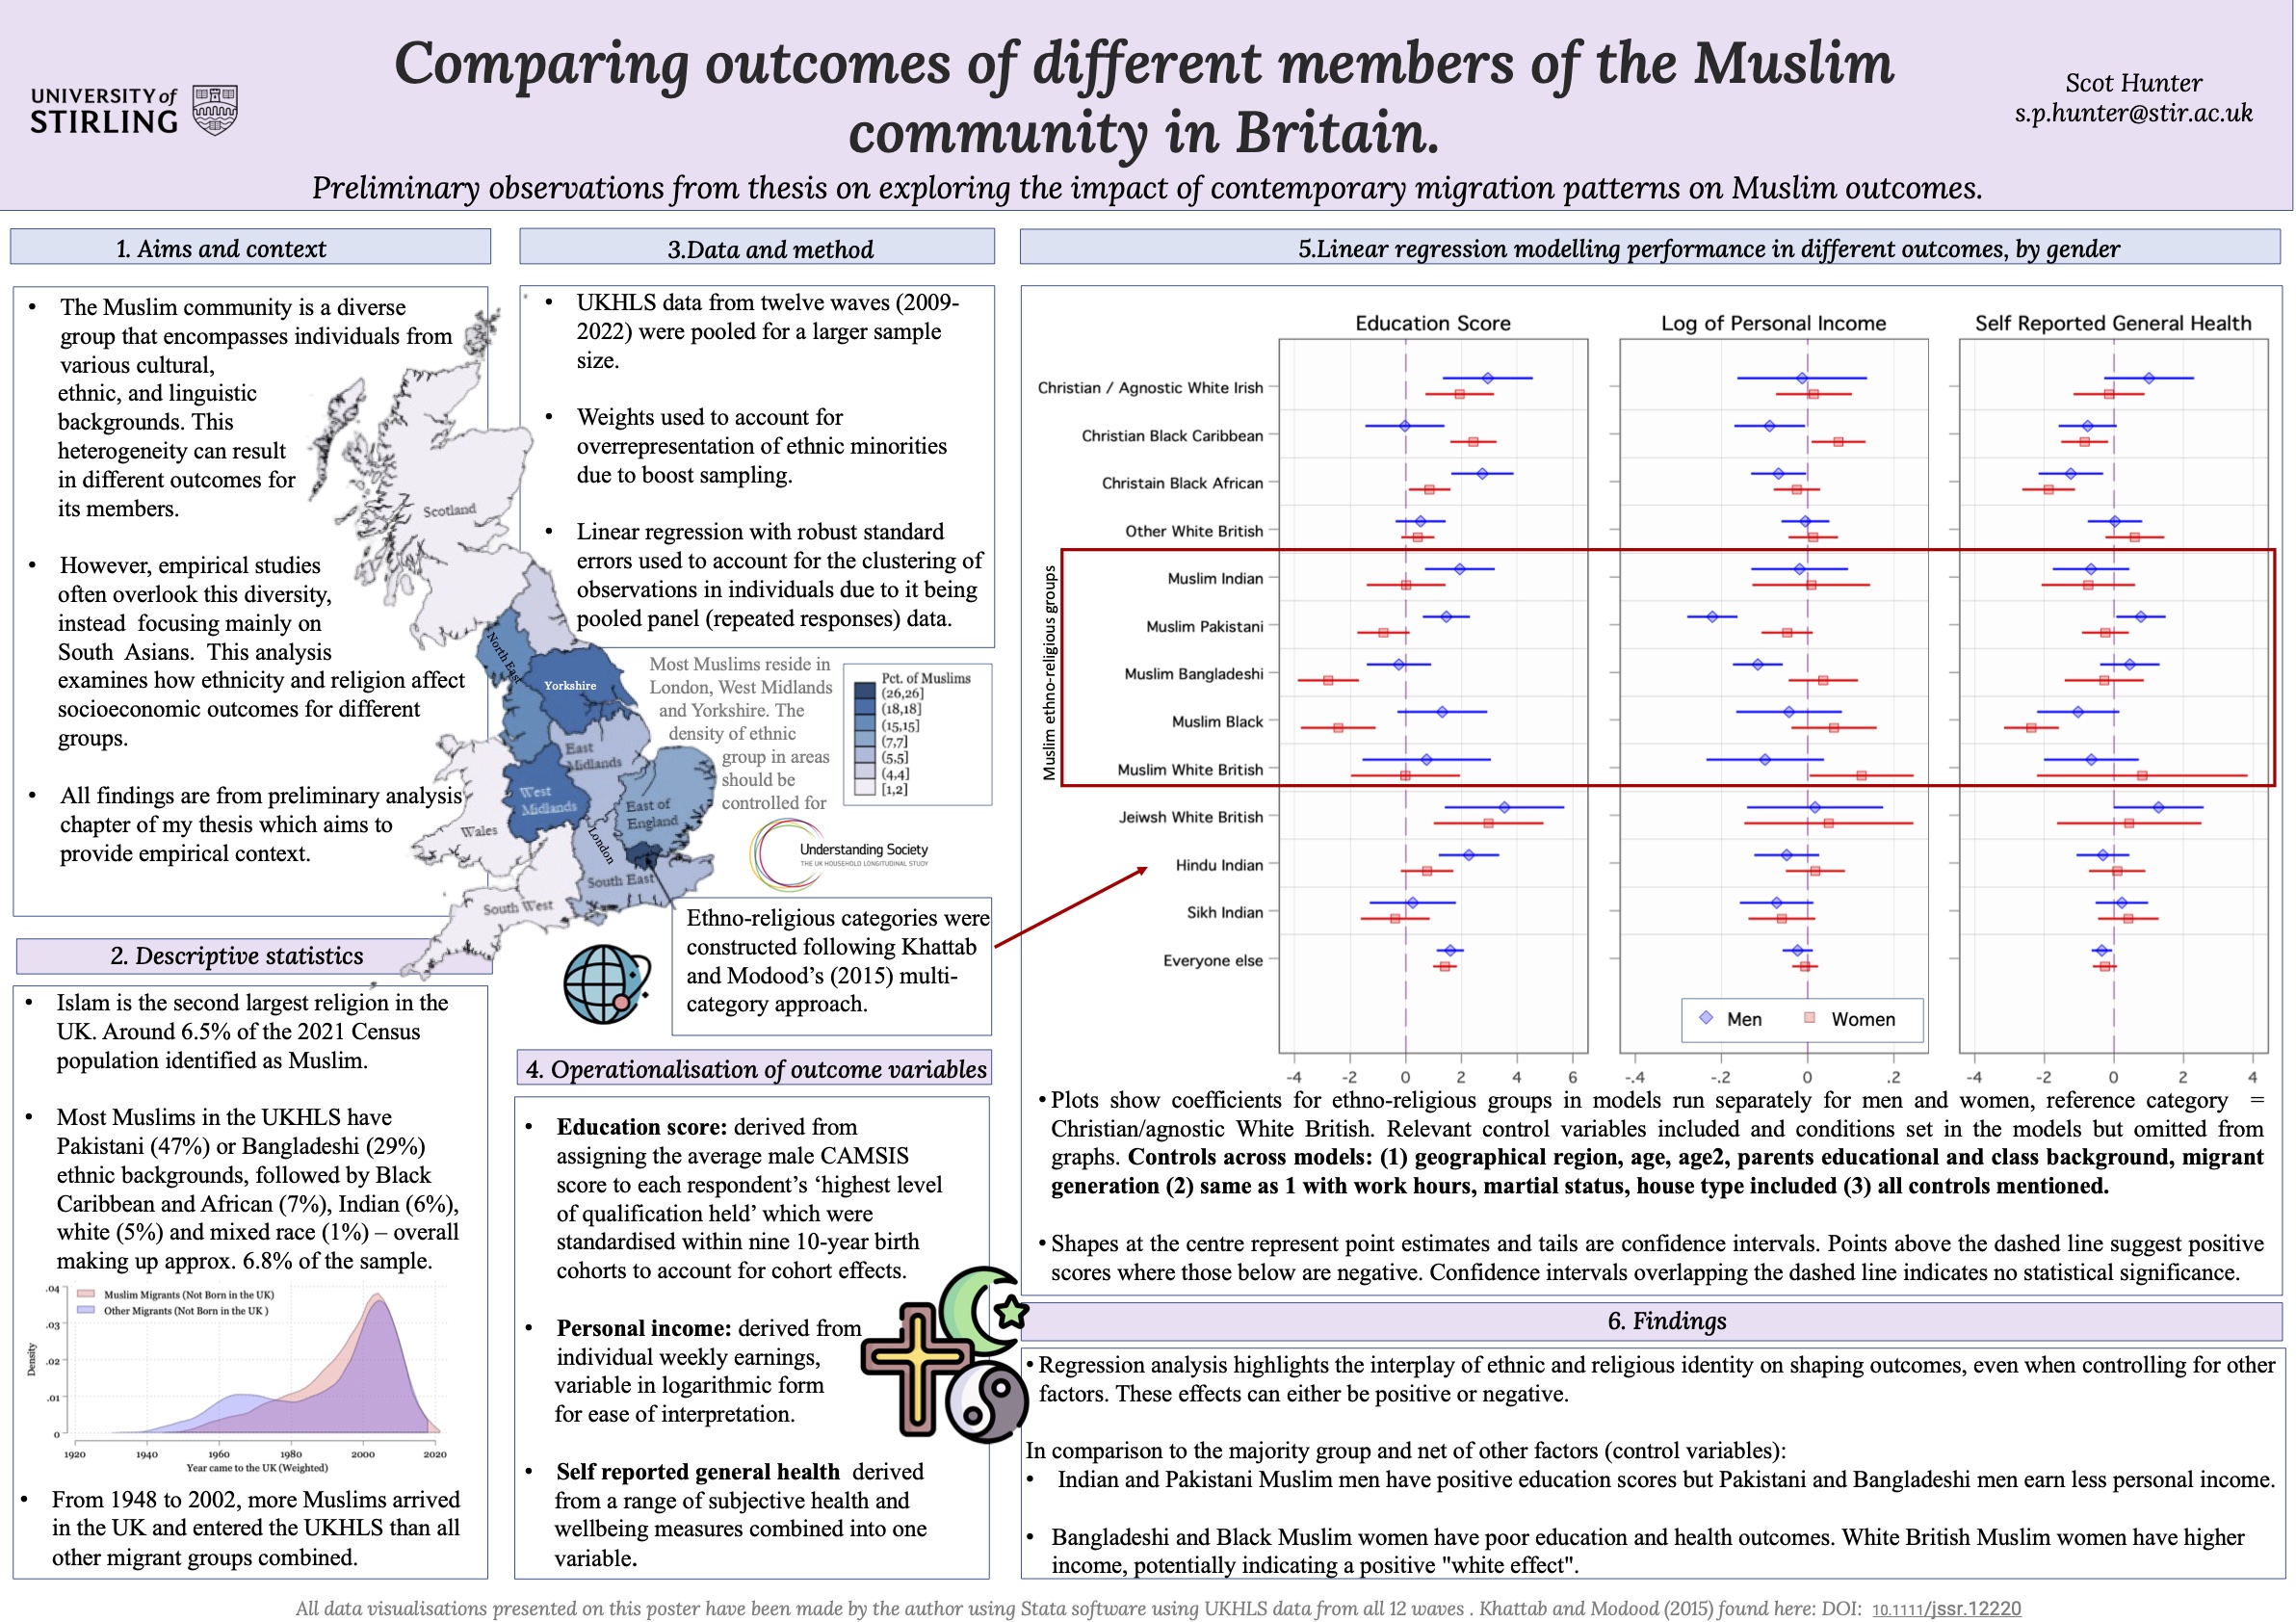 Comparing outcomes of different members of the Muslim
community in Britain.
UNIVERSITY of
STIRLING
Scot Hunter
s.p.hunter@stir.ac.uk
Preliminary observations from thesis on exploring the impact of contemporary migration patterns on Muslim outcomes.
1. Aims and context
• The Muslim community is a diverse
group that encompasses individuals from
various cultural,
ethnic, and linguistic
backgrounds. This
heterogeneity can result
in different outcomes for
its members.
• However, empirical studies
often overlook this diversity,
instead focusing mainly on
South Asians. This analysis
examines how ethnicity and religion affect
socioeconomic outcomes for different
groups.
• All findings are from preliminary analysis
chapter of my thesis which aims to
provide empirical context.
Scotland
North East
Yorkshire
East
Midlands
West
Midlands
East of
England
Wales
London
South East
South West
2. Descriptive statistics
• Islam is the second largest religion in the
UK. Around 6.5% of the 2021 Census
population identified as Muslim.
• Most Muslims in the UKHLS have
Pakistani (47%) or Bangladeshi (29%)
ethnic backgrounds, followed by Black
Caribbean and African (7%), Indian (6%),
white (5%) and mixed race (1%) – overall
making up approx. 6.8% of the sample.
Muslim Migrants (Not Born in the UK)
Other Migrants (Not Born in the UK )
.04
.03
.02
.01
0
Density
1920 1940 1960 1980 2000 2020
Year came to the UK (Weighted)
• From 1948 to 2002, more Muslims arrived
in the UK and entered the UKHLS than all
other migrant groups combined.
3.Data and method
• UKHLS data from twelve waves (2009-
2022) were pooled for a larger sample
size.
• Weights used to account for
overrepresentation of ethnic minorities
due to boost sampling.
• Linear regression with robust standard
errors used to account for the clustering of
observations in individuals due to it being
pooled panel (repeated responses) data.
Most Muslims reside in
London, West Midlands
and Yorkshire. The
density of ethnic
group in areas
should be
controlled for
Pct. of Muslims
(26,26]
(18,18]
(15,15]
(7,7]
(5,5]
(4,4]
[1,2]
Understanding Society
THE UK HOUSEHOLD LONGITUDINAL STUDY
Ethno-religious categories were
constructed following Khattab
and Modood’s (2015) multi-
category approach.
4. Operationalisation of outcome variables
• Education score: derived from
assigning the average male CAMSIS
score to each respondent’s ‘highest level
of qualification held’ which were
standardised within nine 10-year birth
cohorts to account for cohort effects.
• Personal income: derived from
individual weekly earnings,
variable in logarithmic form
for ease of interpretation.
• Self reported general health derived
from a range of subjective health and
wellbeing measures combined into one
variable.
5.Linear regression modelling performance in different outcomes, by gender
Education Score
Log of Personal Income
Self Reported General Health
Christian / Agnostic White Irish
Christian Black Caribbean
Christain Black African
Other White British
Muslim ethno-religious groups
Muslim Indian
Muslim Pakistani
Muslim Bangladeshi
Muslim Black
Muslim White British
Jeiwsh White British
Hindu Indian
Sikh Indian
Everyone else
Men Women
-4 -2 0 2 4 6
-.4 -.2 0 .2
-4 -2 0 2 4
• Plots show coefficients for ethno-religious groups in models run separately for men and women, reference category =
Christian/agnostic White British. Relevant control variables included and conditions set in the models but omitted from
graphs. Controls across models: (1) geographical region, age, age2, parents educational and class background, migrant
generation (2) same as 1 with work hours, martial status, house type included (3) all controls mentioned.
• Shapes at the centre represent point estimates and tails are confidence intervals. Points above the dashed line suggest positive
scores where those below are negative. Confidence intervals overlapping the dashed line indicates no statistical significance.
6. Findings
• Regression analysis highlights the interplay of ethnic and religious identity on shaping outcomes, even when controlling for other
factors. These effects can either be positive or negative.
In comparison to the majority group and net of other factors (control variables):
• Indian and Pakistani Muslim men have positive education scores but Pakistani and Bangladeshi men earn less personal income.
• Bangladeshi and Black Muslim women have poor education and health outcomes. White British Muslim women have higher
income, potentially indicating a positive "white effect".
All data visualisations presented on this poster have been made by the author using Stata software using UKHLS data from all 12 waves . Khattab and Modood (2015) found here: DOI: 10.1111/jssr.12220